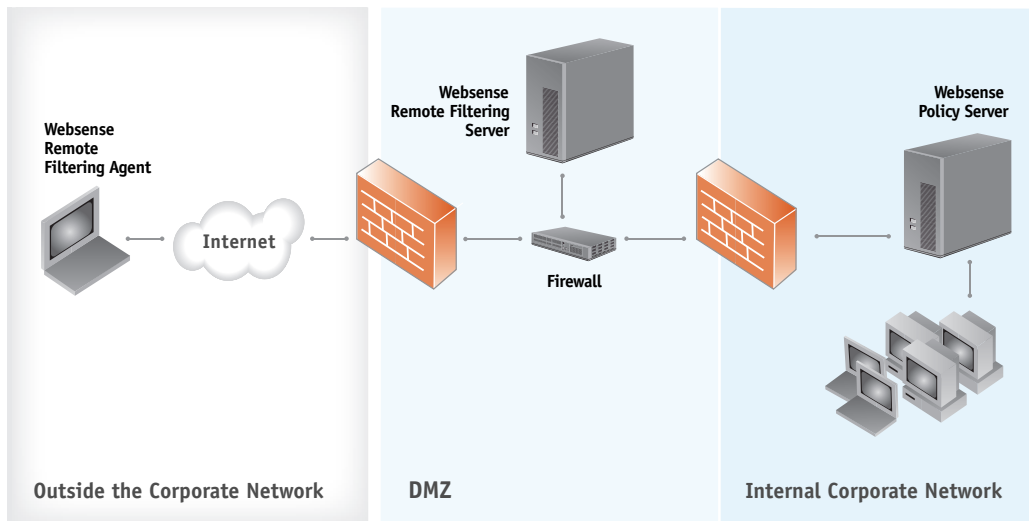 Websense
Remote
Filtering Agent
Internet
Websense
Remote Filtering
Server
Firewall
Websense
Policy Server
Outside the Corporate Network
DMZ
Internal Corporate Network